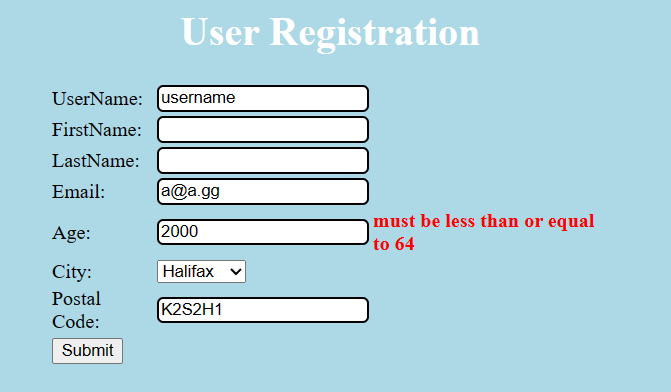 User Registration
UserName: username
FirstName:
LastName:
Email: a@a.gg
Age: 2000 must be less than or equal
to 64
City: Halifax
Postal
Code: K2S2H1
Submit